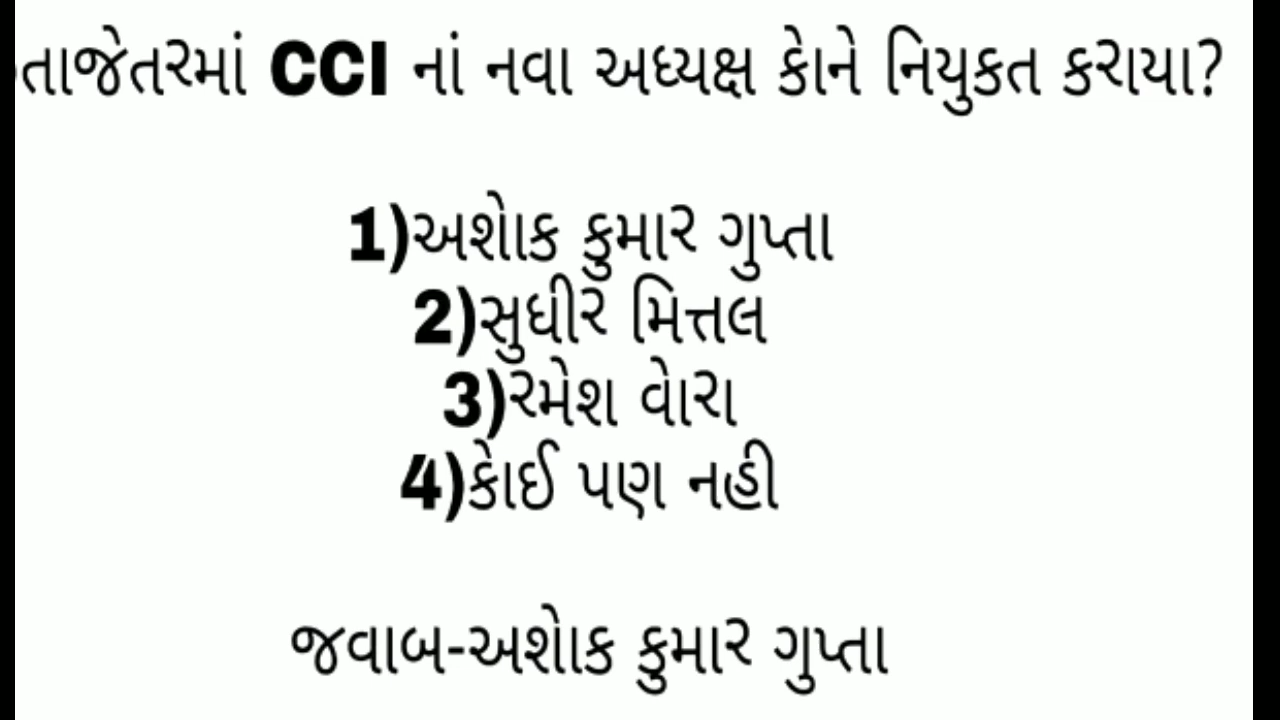 તાજેતરમાં CCI નાં નવા અધ્યક્ષ કોને નિયુકત કરાયા?
1)અશોક કુમાર ગુપ્તા
2)સુધીર મિત્તલ
3)રમેશ વોરા
4)કોઈ પણ નહી
જવાબ-અશોક કુમાર ગુપ્તા